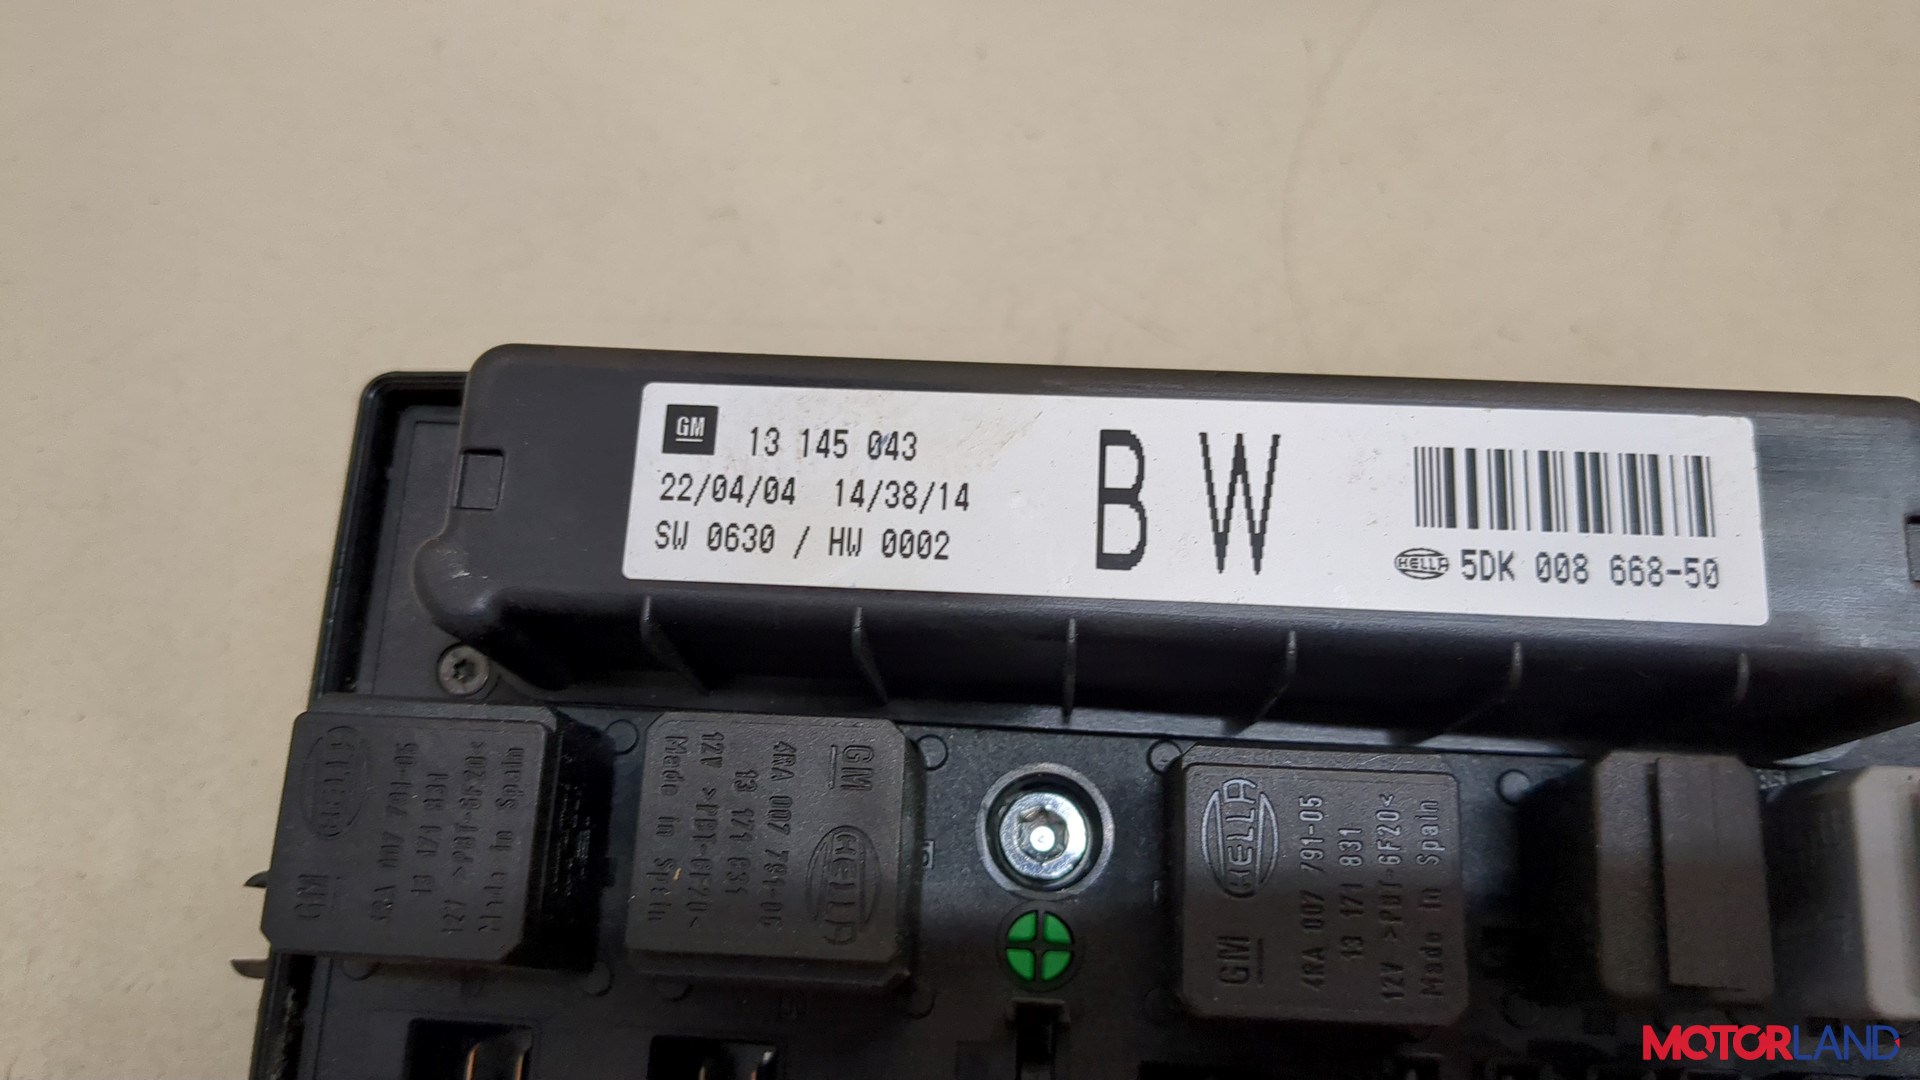 GM 13 145 043
22/04/04 14/38/14
SW 0630 / HW 0002
B W
HELLA 5DK 008 668-50
HELLA
GM
4RA 007 791-05
13 171 831
12V >PBT-GF20<
Made in Spain
GM
HELLA
4RA 007 791-06
13 171 831
12V >PBT-GF20<
Made in Spain
HELLA
GM
4RA 007 791-05
13 171 831
12V >PBT-GF20<
Made in Spain
MOTORLAND